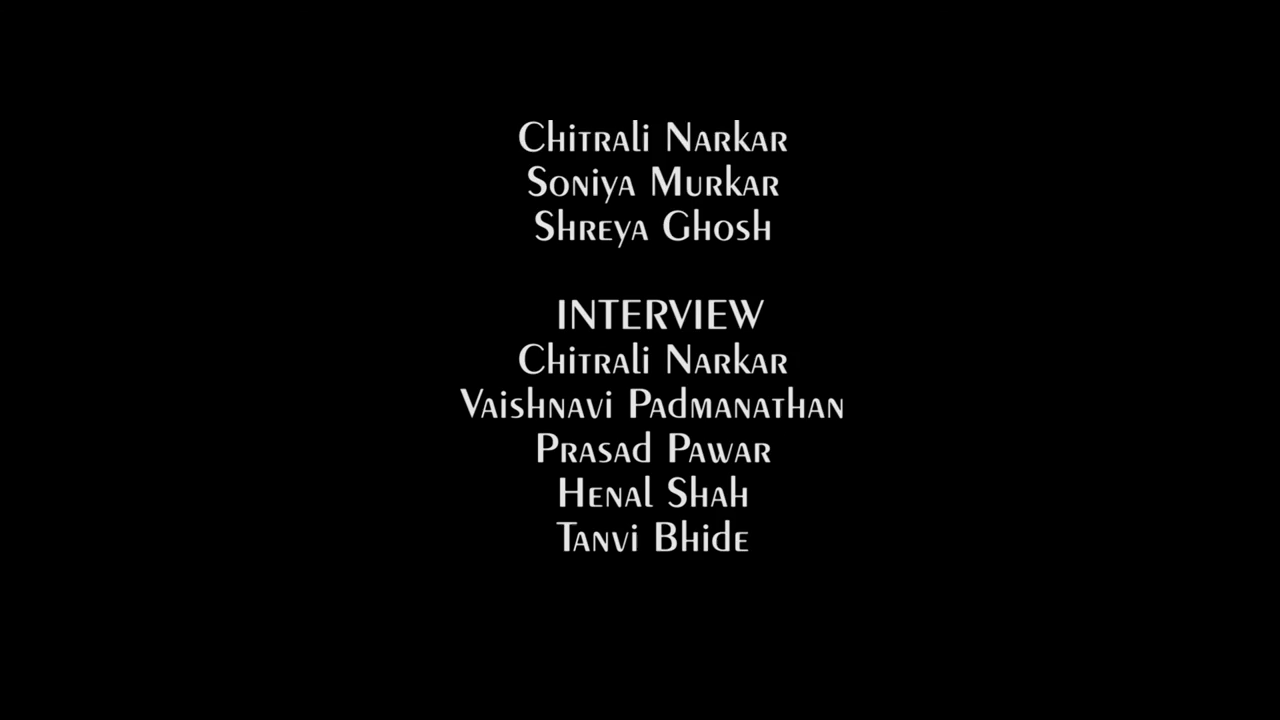 Chitrali Narkar
Soniya Murkar
Shreya Ghosh
INTERVIEW
Chitrali Narkar
Vaishnavi Padmanathan
Prasad Pawar
Henal Shah
Tanvi Bhide